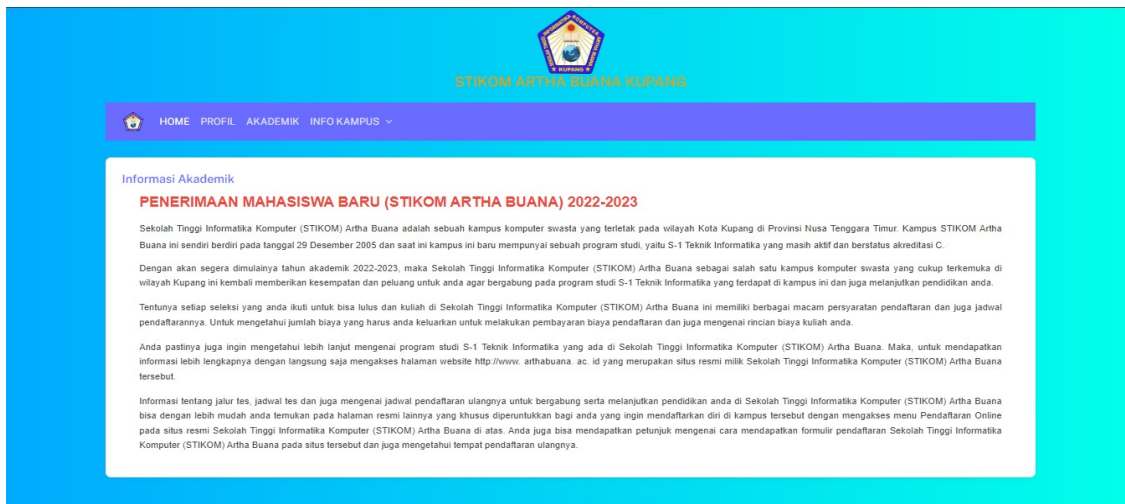 KUPANG
STIKOM ARTHA BUANA KUPANG
HOME PROFIL AKADEMIK INFO KAMPUS
Informasi Akademik
PENERIMAAN MAHASISWA BARU (STIKOM ARTHA BUANA) 2022-2023
Sekolah Tinggi Informatika Komputer (STIKOM) Artha Buana adalah sebuah kampus komputer swasta yang terletak pada wilayah Kota Kupang di Provinsi Nusa Tenggara Timur. Kampus STIKOM Artha
Buana ini sendiri berdiri pada tanggal 29 Desember 2005 dan saat ini kampus ini baru mempunyai sebuah program studi, yaitu S-1 Teknik Informatika yang masih aktif dan berstatus akreditasi C.
Dengan akan segera dimulainya tahun akademik 2022-2023, maka Sekolah Tinggi Informatika Komputer (STIKOM) Artha Buana sebagai salah satu kampus komputer swasta yang cukup terkemuka di
wilayah Kupang ini kembali memberikan kesempatan dan peluang untuk anda agar bergabung pada program studi S-1 Teknik Informatika yang terdapat di kampus ini dan juga melanjutkan pendidikan anda.
Tentunya setiap seleksi yang anda ikuti untuk bisa lulus dan kuliah di Sekolah Tinggi Informatika Komputer (STIKOM) Artha Buana ini memiliki berbagai macam persyaratan pendaftaran dan juga jadwal
pendaftarannya. Untuk mengetahui jumlah biaya yang harus anda keluarkan untuk melakukan pembayaran biaya pendaftaran dan juga mengenai rincian biaya kuliah anda.
Anda pastinya juga ingin mengetahui lebih lanjut mengenai program studi S-1 Teknik Informatika yang ada di Sekolah Tinggi Informatika Komputer (STIKOM) Artha Buana. Maka, untuk mendapatkan
informasi lebih lengkapnya dengan langsung saja mengakses halaman website http://www. arthabuana. ac. id yang merupakan situs resmi milik Sekolah Tinggi Informatika Komputer (STIKOM) Artha Buana
tersebut.
Informasi tentang jalur tes, jadwal tes dan juga mengenai jadwal pendaftaran ulangnya untuk bergabung serta melanjutkan pendidikan anda di Sekolah Tinggi Informatika Komputer (STIKOM) Artha Buana
bisa dengan lebih mudah anda temukan pada halaman resmi lainnya yang khusus diperuntukkan bagi anda yang ingin mendaftarkan diri di kampus tersebut dengan mengakses menu Pendaftaran Online
pada situs resmi Sekolah Tinggi Informatika Komputer (STIKOM) Artha Buana di atas. Anda juga bisa mendapatkan petunjuk mengenai cara mendapatkan formulir pendaftaran Sekolah Tinggi Informatika
Komputer (STIKOM) Artha Buana pada situs tersebut dan juga mengetahui tempat pendaftaran ulangnya.